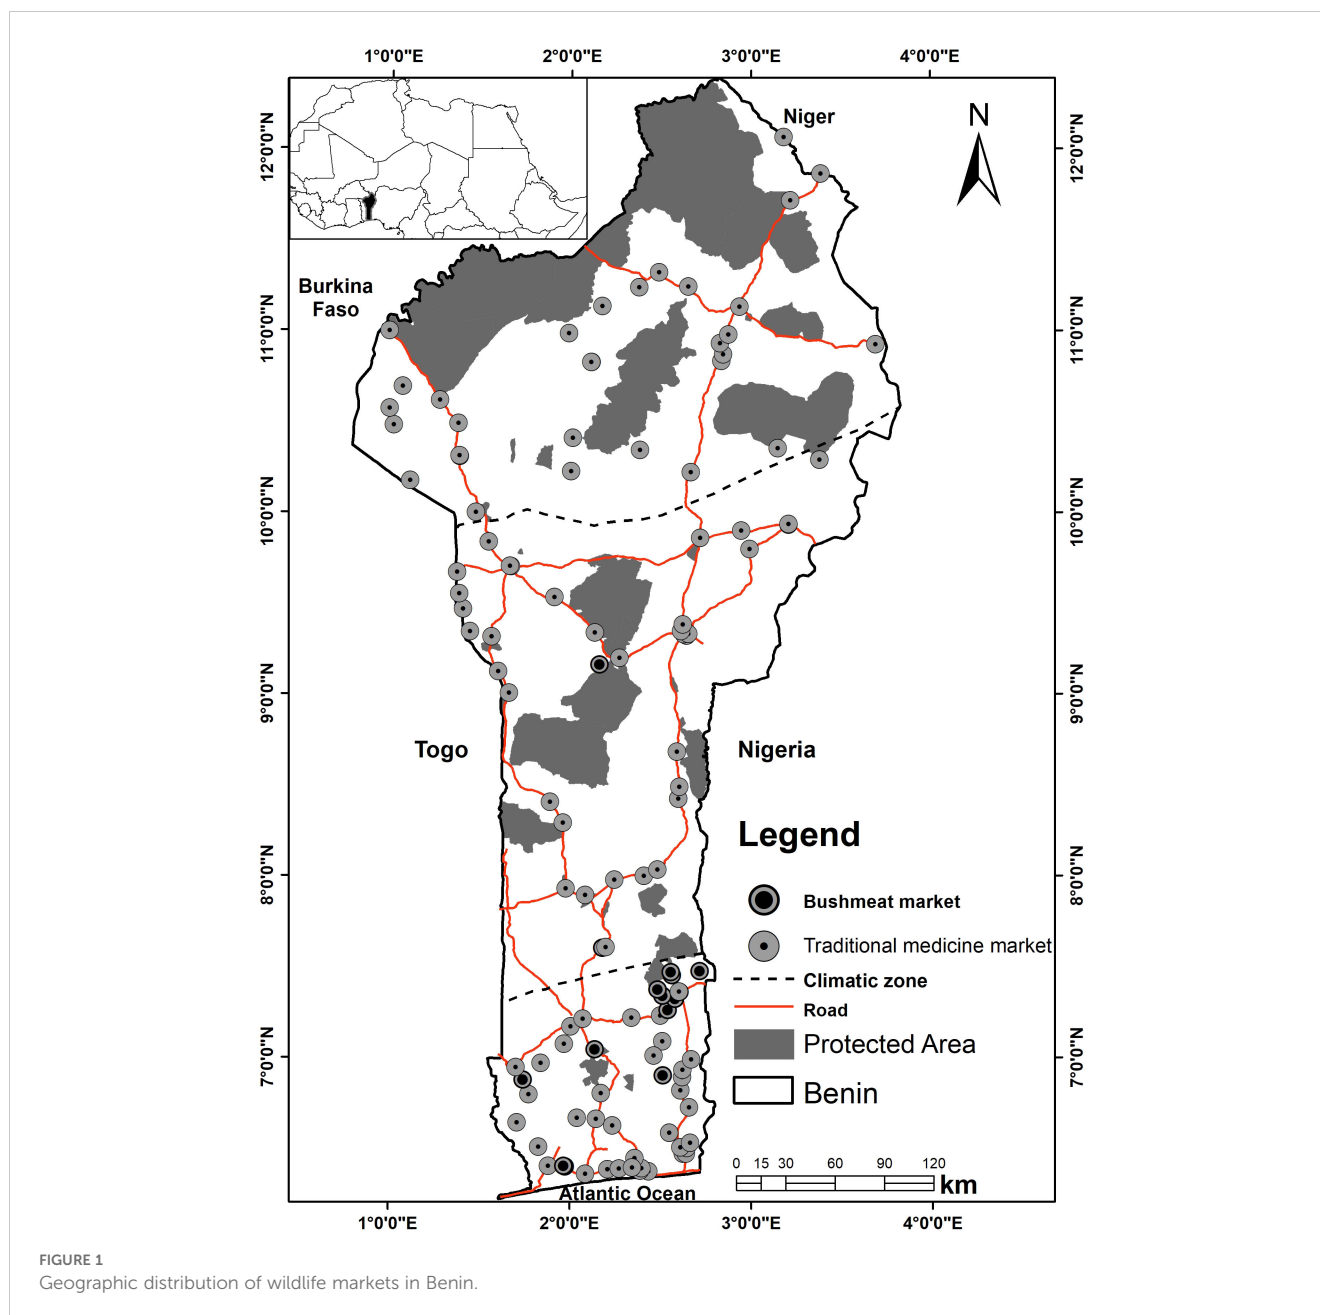 1°0'0"E 2°0'0"E 3°0'0"E 4°0'0"E
N
Niger
12°0'0"N 12°0'0"N
Burkina
Faso
11°0'0"N 11°0'0"N
10°0'0"N 10°0'0"N
9°0'0"N 9°0'0"N
Togo
Nigeria
Legend
8°0'0"N 8°0'0"N
Bushmeat market
Traditional medicine market
Climatic zone
Road
Protected Area
7°0'0"N 7°0'0"N
Benin
0 15 30 60 90 120
km
Atlantic Ocean
1°0'0"E 2°0'0"E 3°0'0"E 4°0'0"E
FIGURE 1
Geographic distribution of wildlife markets in Benin.